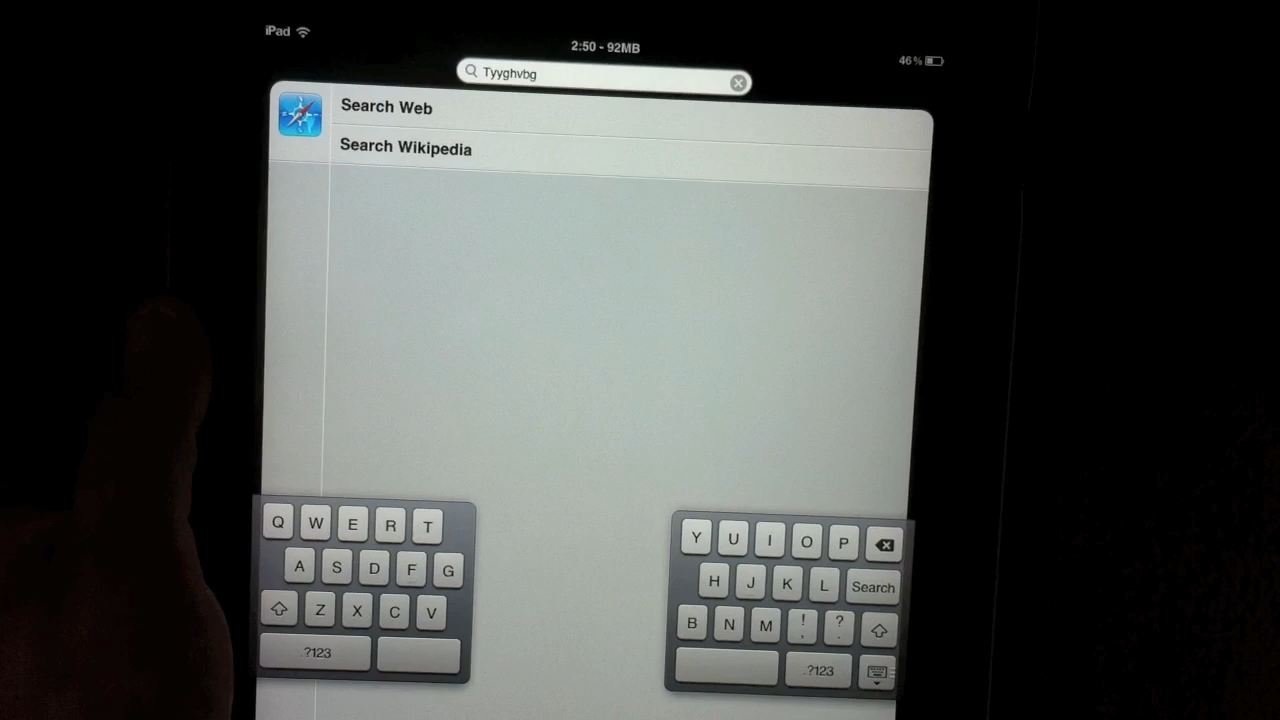 iPad
2:50 - 92MB
46%
Tyyghvbg
Search Web
Search Wikipedia
Q W E R T
Y U I O P
A S D F G
H J K L Search
Z X C V
B N M ! , ? .
.?123
.?123